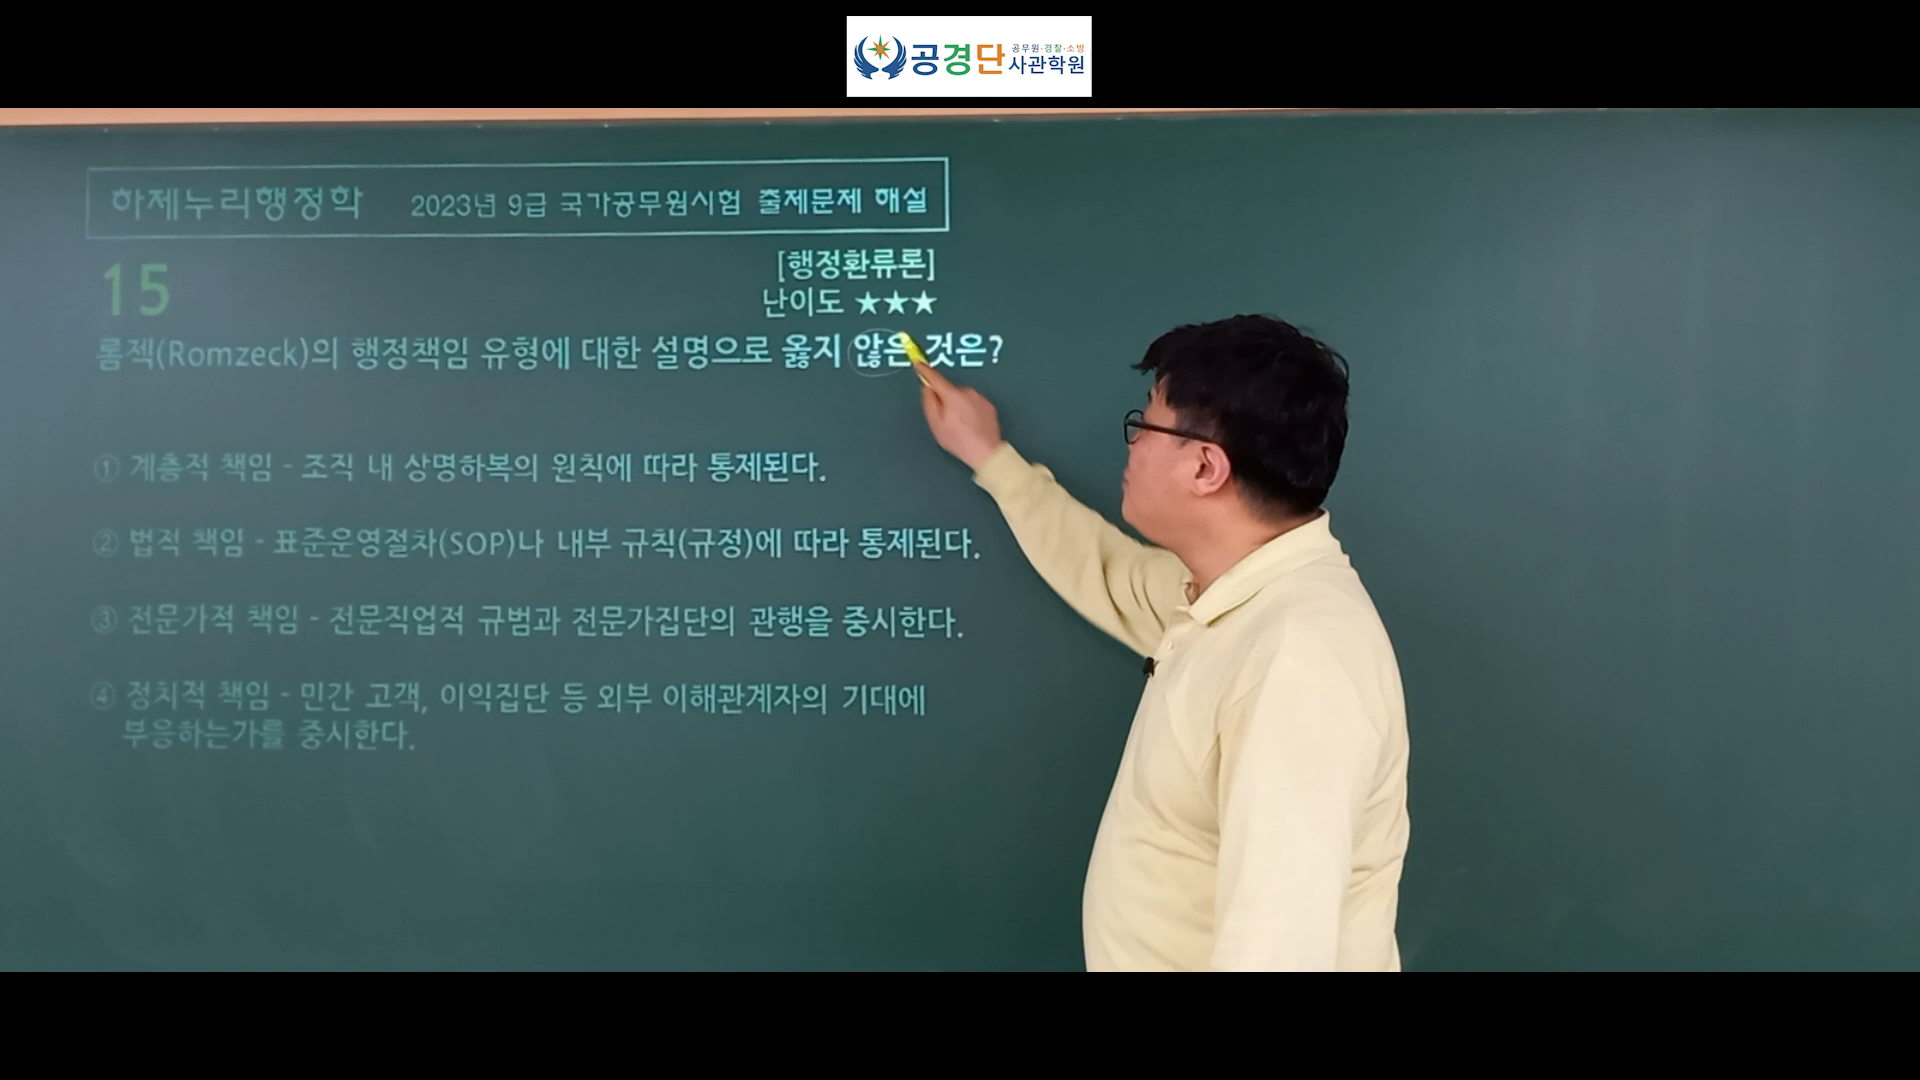 공경단 공무원·경찰·소방 사관학원
하제누리행정학 2023년 9급 국가공무원시험 출제문제 해설
15
[행정환류론]
난이도 ★★★
롬젝(Romzeck)의 행정책임 유형에 대한 설명으로 옳지 않은 것은?
① 계층적 책임 - 조직 내 상명하복의 원칙에 따라 통제된다.
② 법적 책임 - 표준운영절차(SOP)나 내부 규칙(규정)에 따라 통제된다.
③ 전문가적 책임 - 전문직업적 규범과 전문가집단의 관행을 중시한다.
④ 정치적 책임 - 민간 고객, 이익집단 등 외부 이해관계자의 기대에
부응하는가를 중시한다.